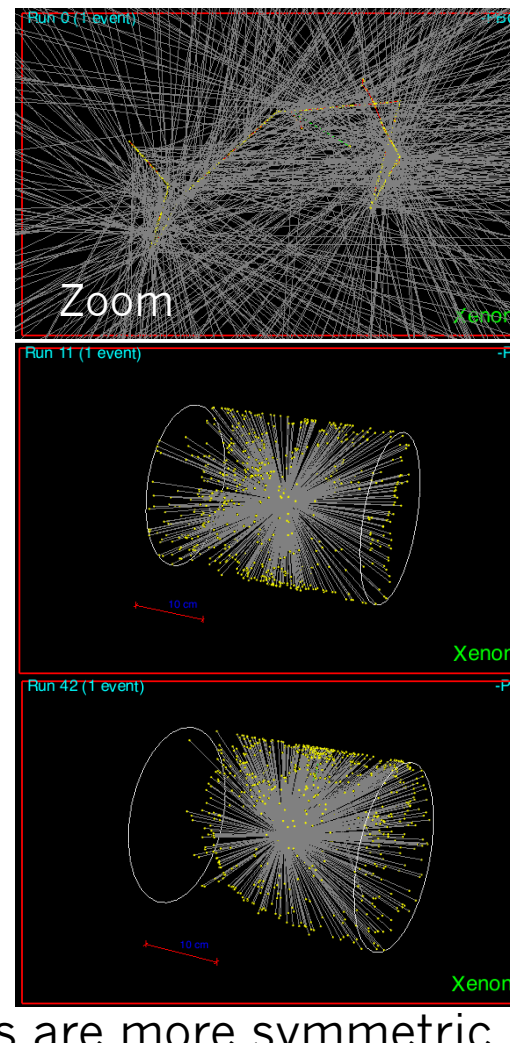 Run 0 (1 event)
Zoom
Xenon
Run 11 (1 event)
-P
10 cm
Xenon
Run 42 (1 event)
-P
10 cm
Xenon
s are more symmetric